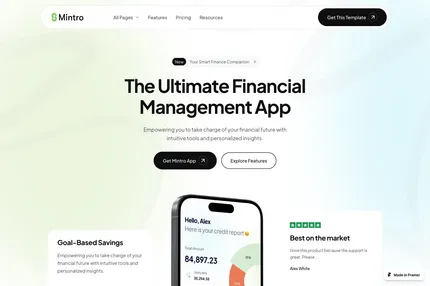 Mintro
All Pages
Features
Pricing
Resources
Get This Template
New
Your Smart Finance Companion
The Ultimate Financial
Management App
Empowering you to take charge of your financial future with
intuitive tools and personalized insights.
Get Mintro App
Explore Features
Hello, Alex
Here's your credit report
Total Amount
84,897.23
Goal-Based Savings
Empowering you to take charge of your
financial future with intuitive tools and
personalized insights.
Best on the market
I love this product because the support is
great. Please ..
Alex White
Made in Framer